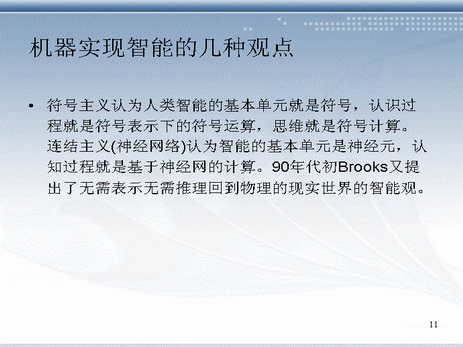 机器实现智能的几种观点
• 符号主义认为人类智能的基本单元就是符号，认识过
程就是符号表示下的符号运算，思维就是符号计算。
连结主义(神经网络)认为智能的基本单元是神经元，认
知过程就是基于神经网的计算。90年代初Brooks又提
出了无需表示无需推理回到物理的现实世界的智能观。
11